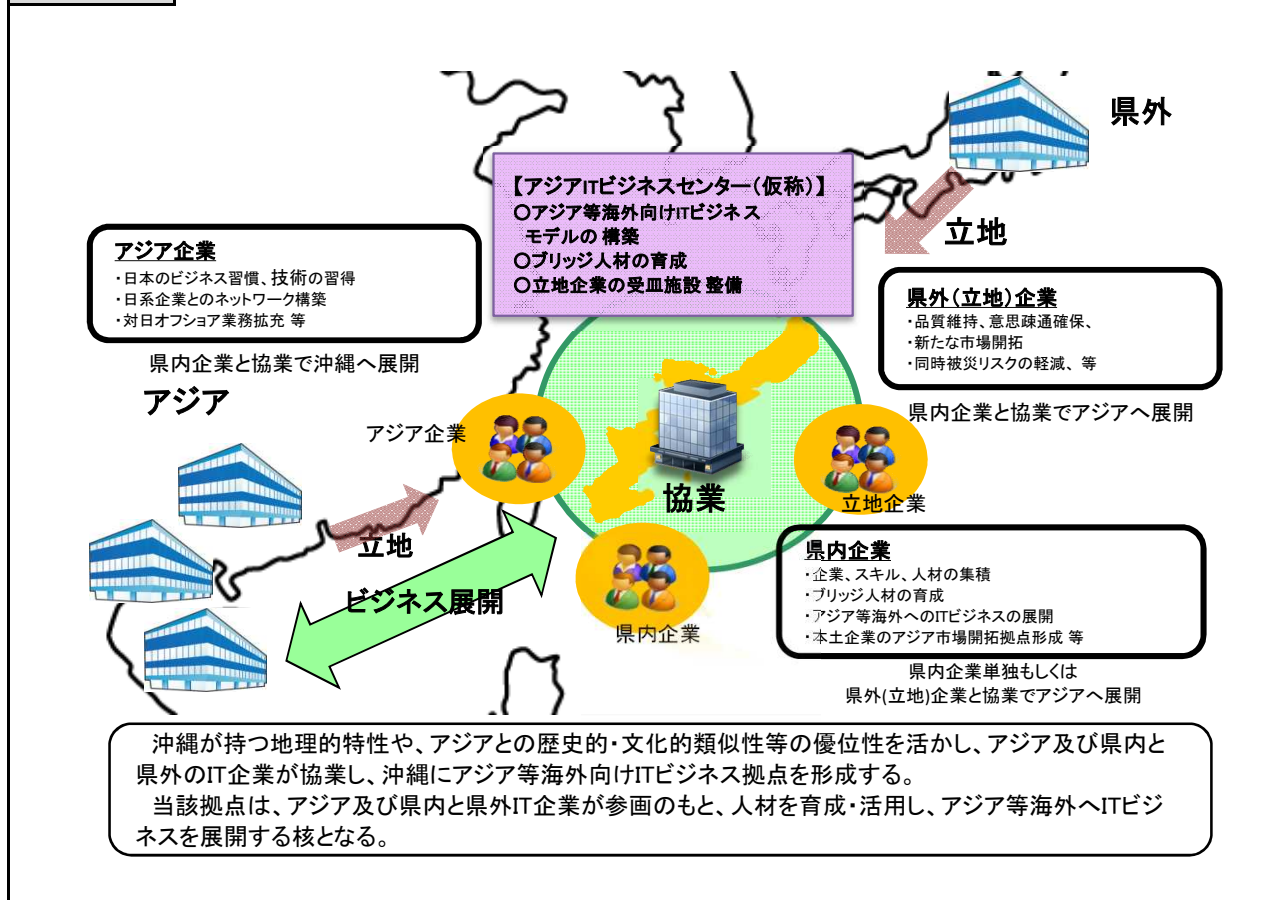 県外
【アジアITビジネスセンター（仮称）】
○アジア等海外向けITビジネス
モデルの 構築
○ブリッジ人材の育成
○立地企業の受皿施設 整備
立地
アジア企業
・日本のビジネス習慣、技術の習得
・日系企業とのネットワーク構築
・対日オフショア業務拡充 等
県内企業と協業で沖縄へ展開
県外（立地）企業
・品質維持、意思疎通確保、
・新たな市場開拓
・同時被災リスクの軽減、等
県内企業と協業でアジアへ展開
アジア
アジア企業
協業
立地企業
立地
ビジネス展開
県内企業
県内企業
・企業、スキル、人材の集積
・ブリッジ人材の育成
・アジア等海外へのITビジネスの展開
・本土企業のアジア市場開拓拠点形成 等
県内企業単独もしくは
県外(立地)企業と協業でアジアへ展開
沖縄が持つ地理的特性や、アジアとの歴史的・文化的類似性等の優位性を活かし、アジア及び県内と
県外のIT企業が協業し、沖縄にアジア等海外向けITビジネス拠点を形成する。
当該拠点は、アジア及び県内と県外IT企業が参画のもと、人材を育成・活用し、アジア等海外へITビジ
ネスを展開する核となる。